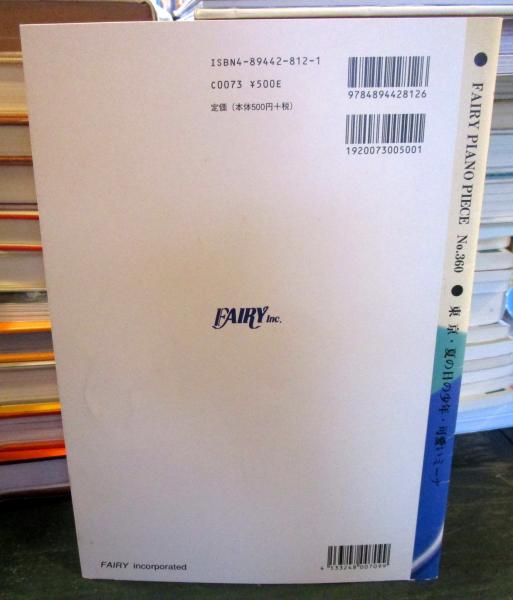 ISBN4-89442-812-1
C0073 ¥500E
定価（本体500円+税）
9784894428126
1920073005001
● FAIRY PIANO PIECE No.360 ● 東京・夏の日の少年・可愛いミーナ
FAIRY Inc.
4533248007099
FAIRY incorporated